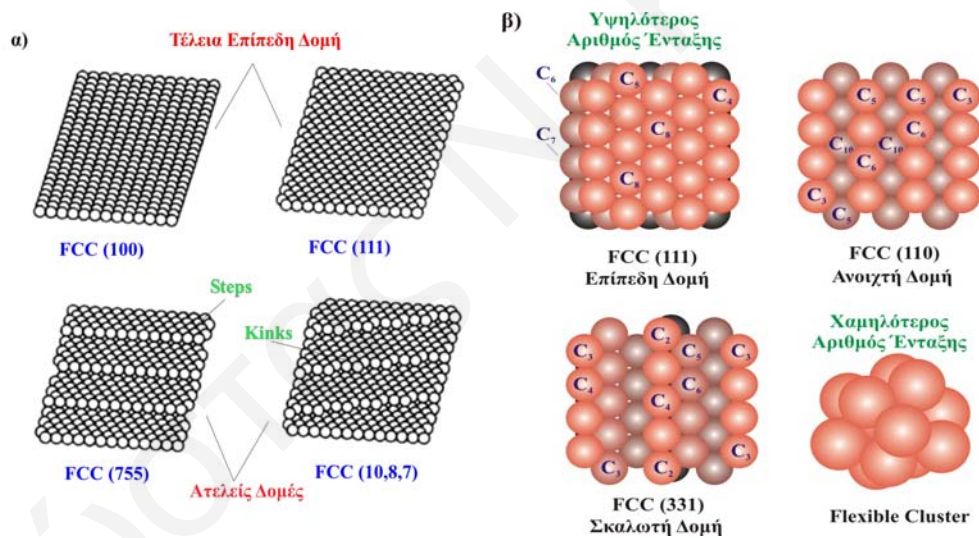 α)
Τέλεια Επίπεδη Δομή
FCC (100)
FCC (111)
Steps
Kinks
FCC (755)
FCC (10,8,7)
Ατελείς Δομές
β)
Υψηλότερος
Αριθμός Ένταξης
C6
C5
C4
C7
C8
C8
FCC (111)
Επίπεδη Δομή
C5
C5
C3
C6
C10
C10
C6
C3
C5
FCC (110)
Ανοιχτή Δομή
C2
C3
C5
C3
C4
C6
C4
C3
C3
C2
FCC (331)
Σκαλωτή Δομή
Χαμηλότερος
Αριθμός Ένταξης
Flexible Cluster